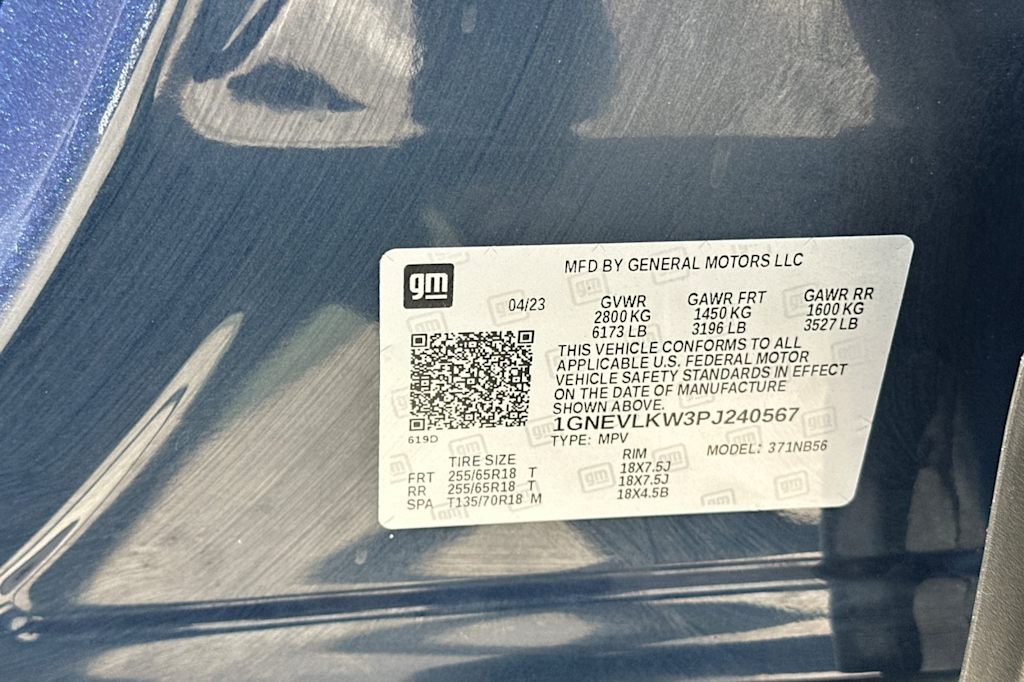 gm
MFD BY GENERAL MOTORS LLC
04/23
GVWR GAWR FRT GAWR RR
2800 KG 1450 KG 1600 KG
6173 LB 3196 LB 3527 LB
THIS VEHICLE CONFORMS TO ALL
APPLICABLE U.S. FEDERAL MOTOR
VEHICLE SAFETY STANDARDS IN EFFECT
ON THE DATE OF MANUFACTURE
SHOWN ABOVE.
1GNEVLKW3PJ240567
TYPE: MPV MODEL: 371NB56
619D
TIRE SIZE RIM
FRT 255/65R18 T 18X7.5J
RR 255/65R18 T 18X7.5J
SPA T135/70R18 M 18X4.5B